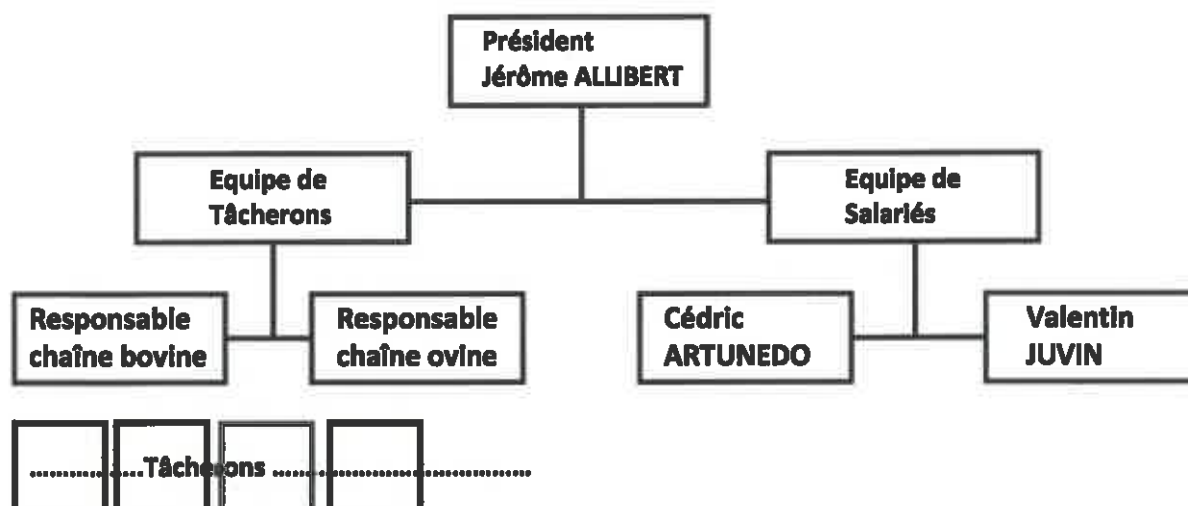 Président
Jérôme ALLIBERT
Equipe de
Tâcherons
Equipe de
Salariés
Responsable
chaîne bovine
Responsable
chaîne ovine
Cédric
ARTUNEDO
Valentin
JUVIN
...................Tâcherons ...........................................